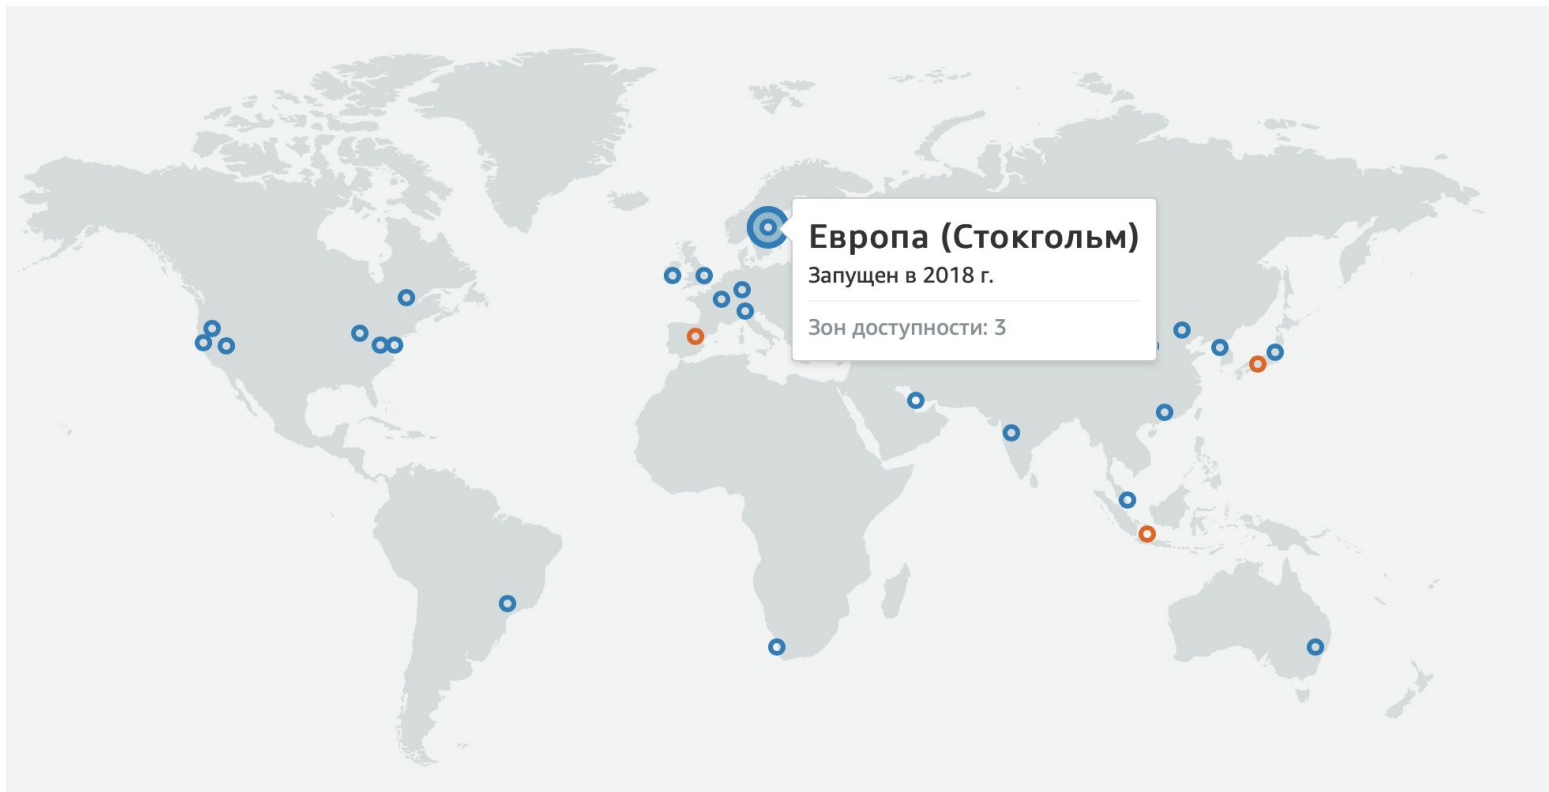 Европа (Стокгольм)
Запущен в 2018 г.
Зон доступности: 3